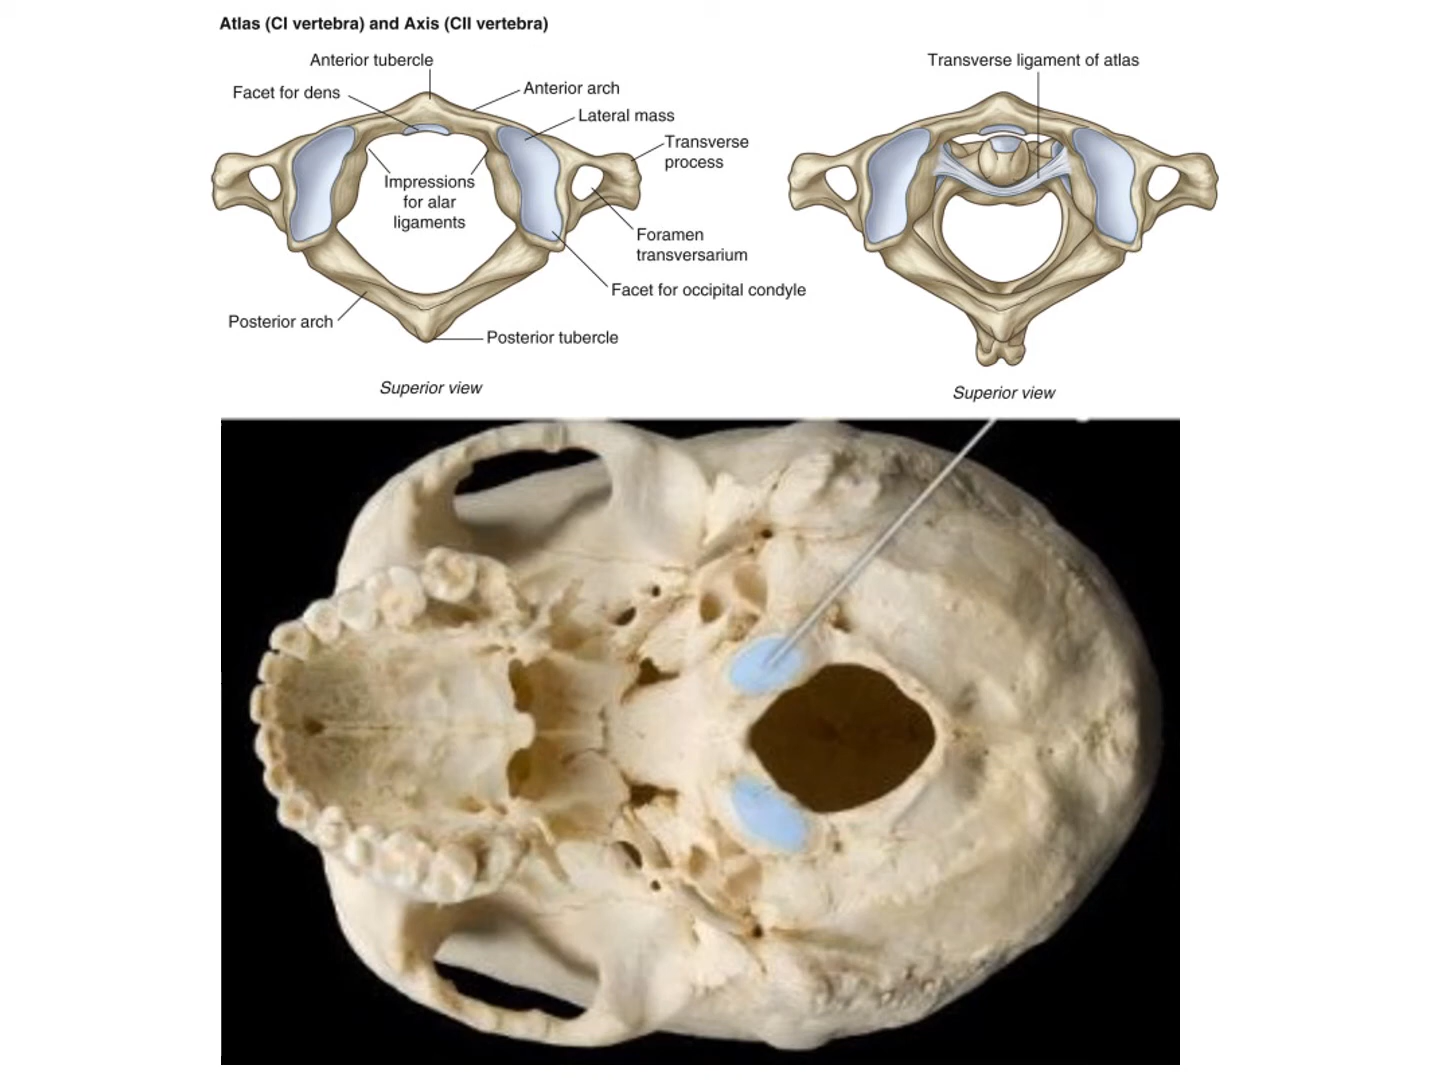 Atlas (CI vertebra) and Axis (CII vertebra)
Anterior tubercle
Facet for dens
Anterior arch
Lateral mass
Transverse
process
Impressions
for alar
ligaments
Foramen
transversarium
Facet for occipital condyle
Posterior arch
Posterior tubercle
Superior view
Transverse ligament of atlas
Superior view